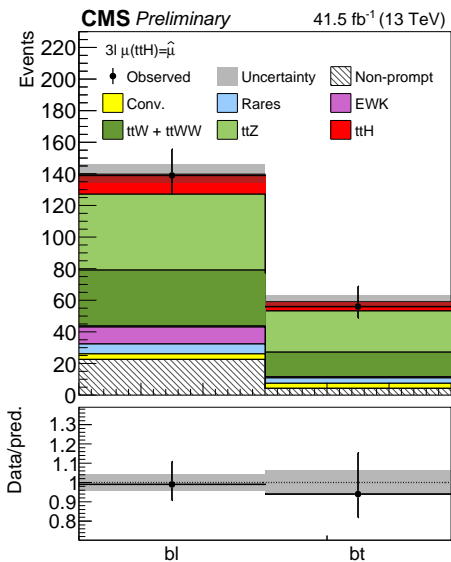 CMS Preliminary 41.5 fb⁻¹ (13 TeV)
3l μ(ttH)=μ̂
Observed Uncertainty Non-prompt
Conv. Rares EWK
ttW + ttWW ttZ ttH
Events
220
200
180
160
140
120
100
80
60
40
20
0
Data/pred.
1.3
1.2
1.1
1
0.9
0.8
bl bt